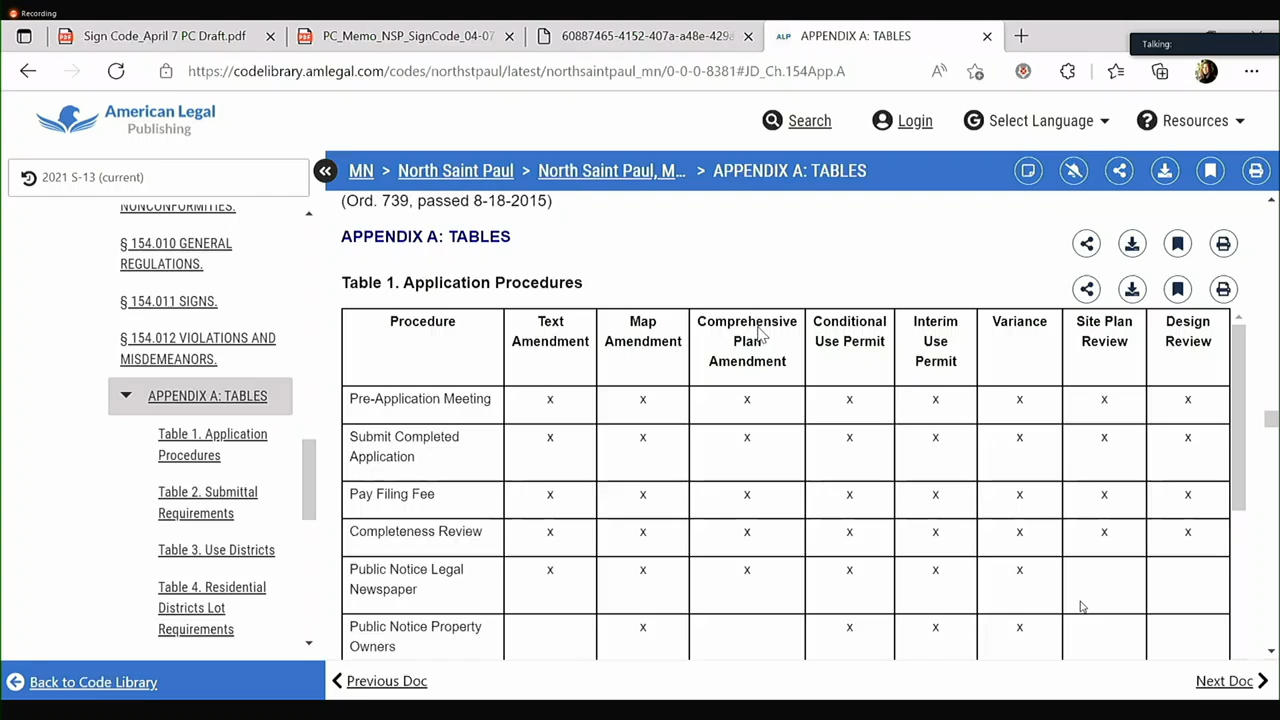 Recording
Sign Code_April 7 PC Draft.pdf
PC_Memo_NSP_SignCode_04-07
60887465-4152-407a-a48e-429a
ALP APPENDIX A: TABLES
Talking:
https://codelibrary.amlegal.com/codes/northstpaul/latest/northsaintpaul_mn/0-0-0-8381#JD_Ch.154App.A
American Legal
Publishing
Search
Login
Select Language
Resources
2021 S-13 (current)
MN > North Saint Paul > North Saint Paul, M... > APPENDIX A: TABLES
NONCONFORMITIES.
§ 154.010 GENERAL
REGULATIONS.
§ 154.011 SIGNS.
§ 154.012 VIOLATIONS AND
MISDEMEANORS.
APPENDIX A: TABLES
Table 1. Application
Procedures
Table 2. Submittal
Requirements
Table 3. Use Districts
Table 4. Residential
Districts Lot
Requirements
Back to Code Library
(Ord. 739, passed 8-18-2015)
APPENDIX A: TABLES
Table 1. Application Procedures
Procedure
Text
Amendment
Map
Amendment
Comprehensive
Plan
Amendment
Conditional
Use Permit
Interim
Use
Permit
Variance
Site Plan
Review
Design
Review
Pre-Application Meeting x x x x x x x x
Submit Completed x x x x x x x x
Application
Pay Filing Fee x x x x x x x x
Completeness Review x x x x x x x x
Public Notice Legal x x x x x x
Newspaper
Public Notice Property x x x x
Owners
Previous Doc
Next Doc